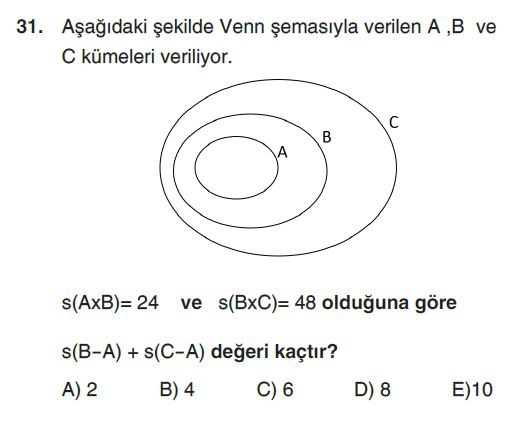 31. Aşağıdaki şekilde Venn şemasıyla verilen A ,B ve
C kümeleri veriliyor.
C
B
A
s(AxB)= 24 ve s(BxC)= 48 olduğuna göre
s(B−A) + s(C−A) değeri kaçtır?
A) 2 B) 4 C) 6 D) 8 E)10